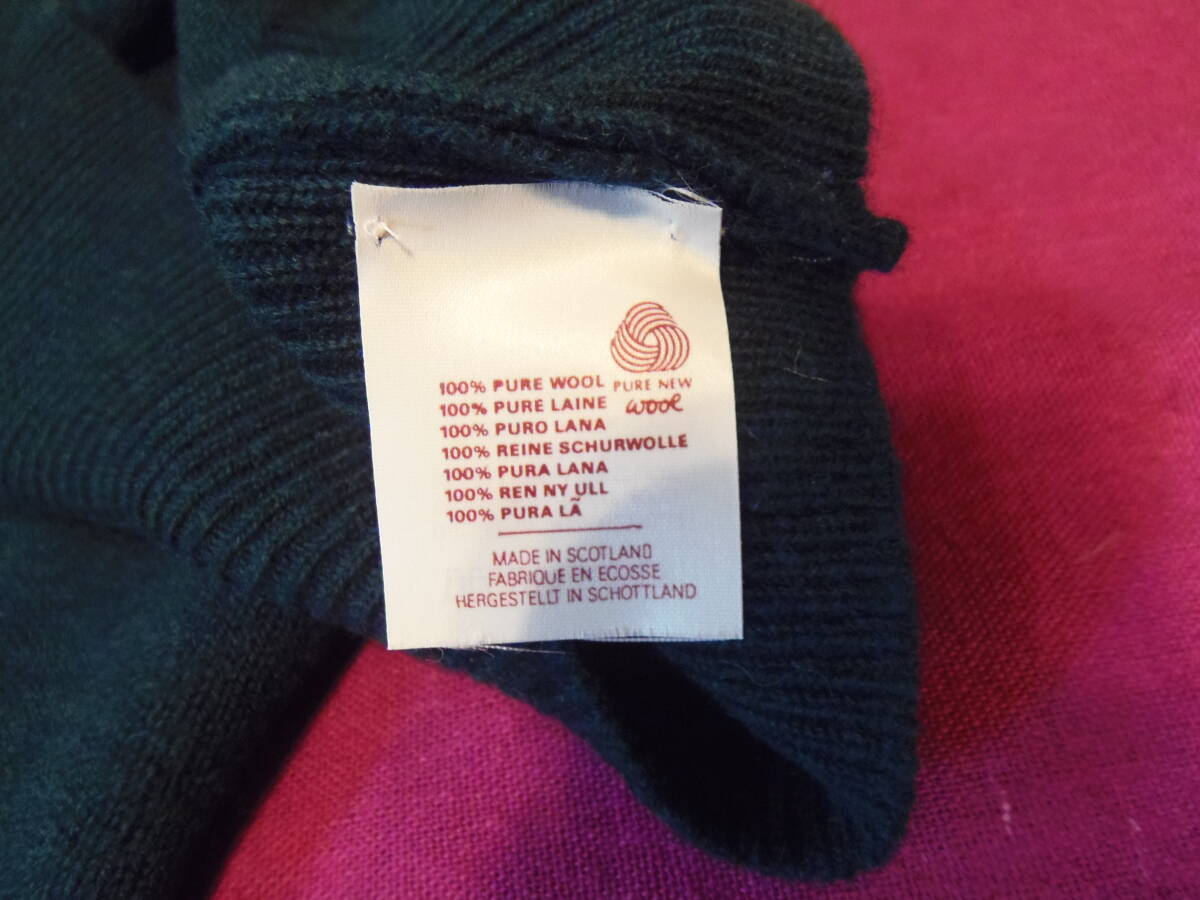 100% PURE WOOL
100% PURE LAINE
100% PURO LANA
100% REINE SCHURWOLLE
100% PURA LANA
100% REN NY ULL
100% PURA LÃ
PURE NEW
wool
MADE IN SCOTLAND
FABRIQUE EN ECOSSE
HERGESTELLT IN SCHOTTLAND